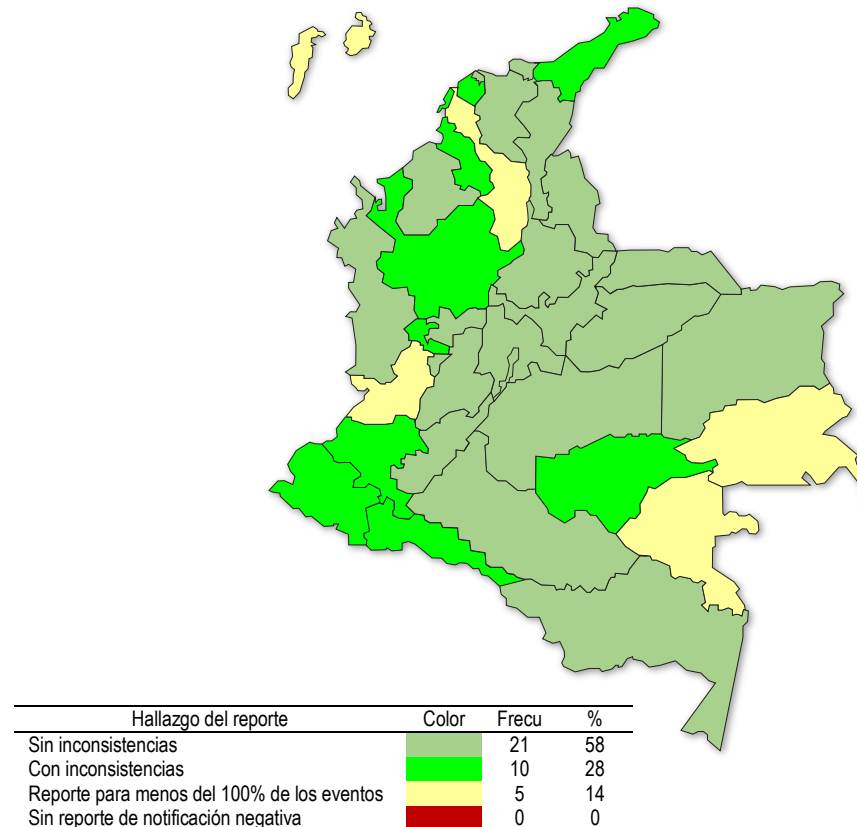 Hallazgo del reporte Color Frecu %
Sin inconsistencias 21 58
Con inconsistencias 10 28
Reporte para menos del 100% de los eventos 5 14
Sin reporte de notificación negativa 0 0